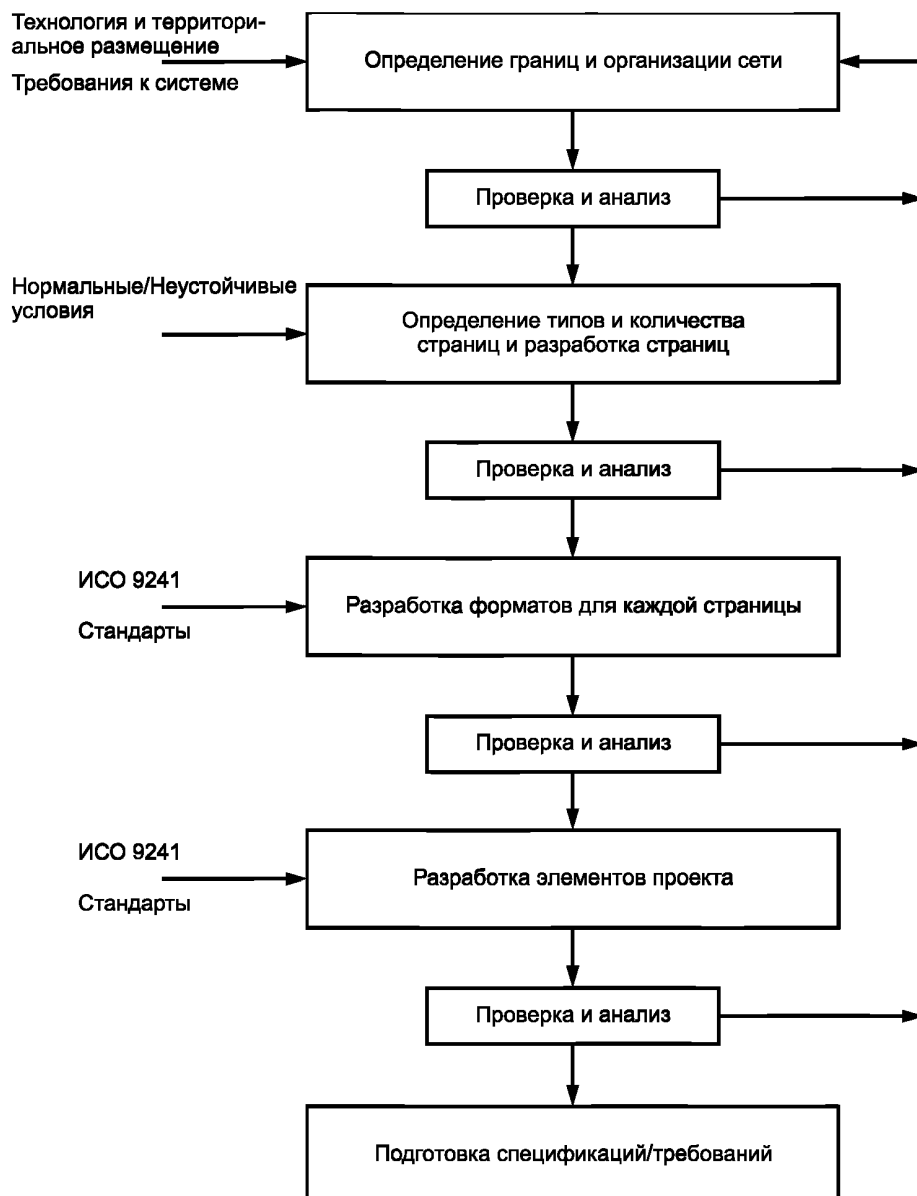 Технология и территори-
альное размещение
Требования к системе
Определение границ и организации сети
Проверка и анализ
Нормальные/Неустойчивые
условия
Определение типов и количества
страниц и разработка страниц
Проверка и анализ
ИСО 9241
Стандарты
Разработка форматов для каждой страницы
Проверка и анализ
ИСО 9241
Стандарты
Разработка элементов проекта
Проверка и анализ
Подготовка спецификаций/требований